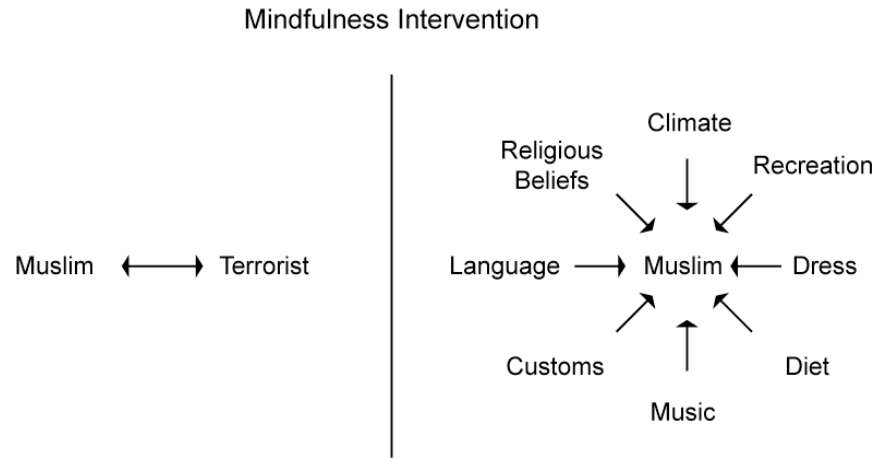 Mindfulness Intervention
Muslim
Terrorist
Climate
Religious
Beliefs
Recreation
Language
Muslim
Dress
Customs
Diet
Music